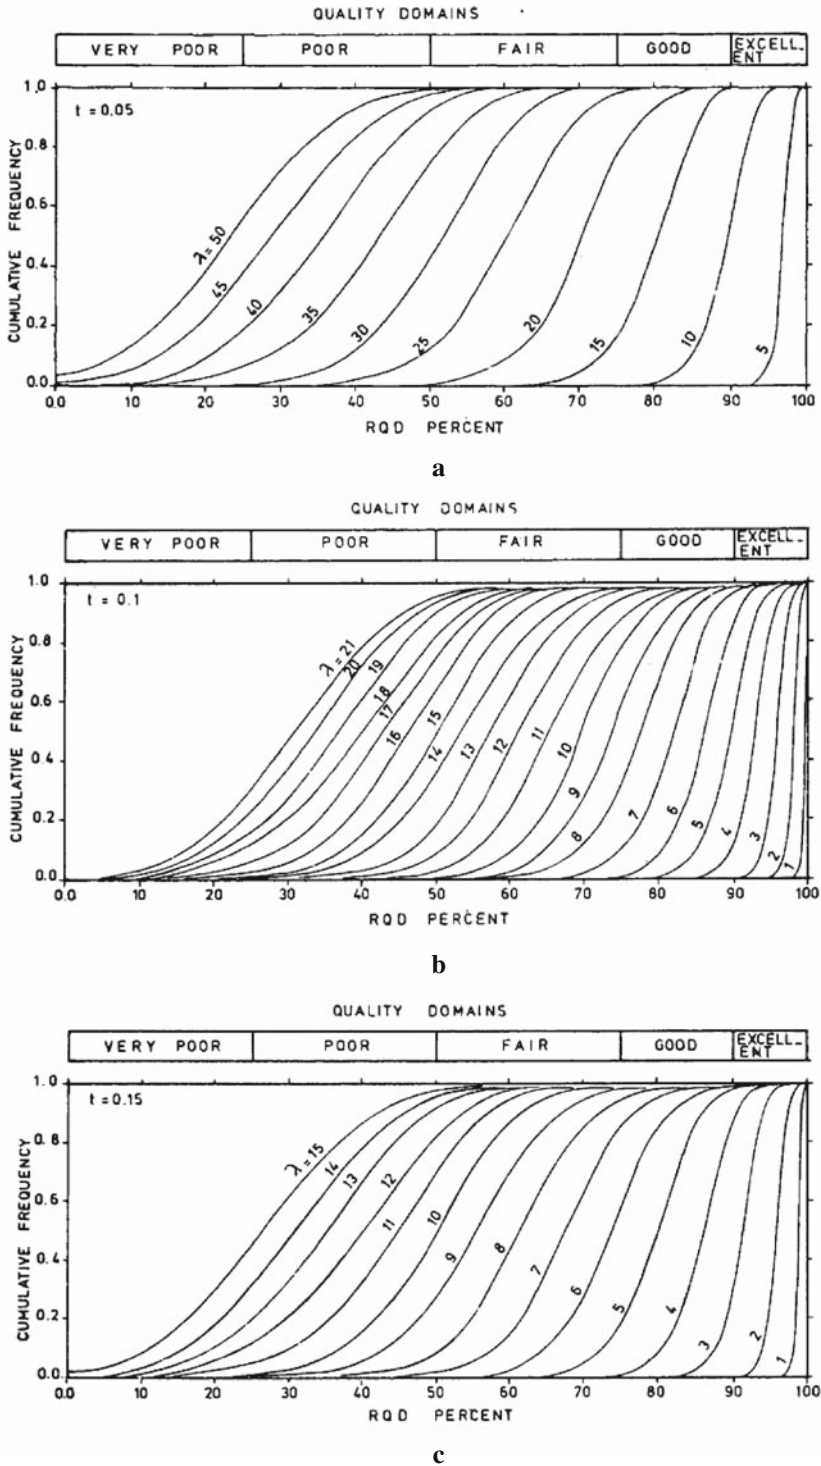 QUALITY DOMAINS
VERY POOR POOR FAIR GOOD EXCELL_
ENT
t = 0.05
CUMULATIVE FREQUENCY
1.0
0.8
0.6
0.4
0.2
0.0
λ=50 45 40 35 30 25 20 15 10 5
0.0 10 20 30 40 50 60 70 80 90 100
RQD PERCENT
a
QUALITY DOMAINS
VERY POOR POOR FAIR GOOD EXCELL_
ENT
t = 0.1
CUMULATIVE FREQUENCY
1.0
0.8
0.6
0.4
0.2
0.0
λ=21 20 19 18 17 16 15 14 13 12 11 10 9 8 7 6 5 4 3 2 1
0.0 10 20 30 40 50 60 70 80 90 100
RQD PERCENT
b
QUALITY DOMAINS
VERY POOR POOR FAIR GOOD EXCELL_
ENT
t = 0.15
CUMULATIVE FREQUENCY
1.0
0.8
0.6
0.4
0.2
0.0
λ=15 14 13 12 11 10 9 8 7 6 5 4 3 2 1
0.0 10 20 30 40 50 60 70 80 90 100
RQD PERCENT
c